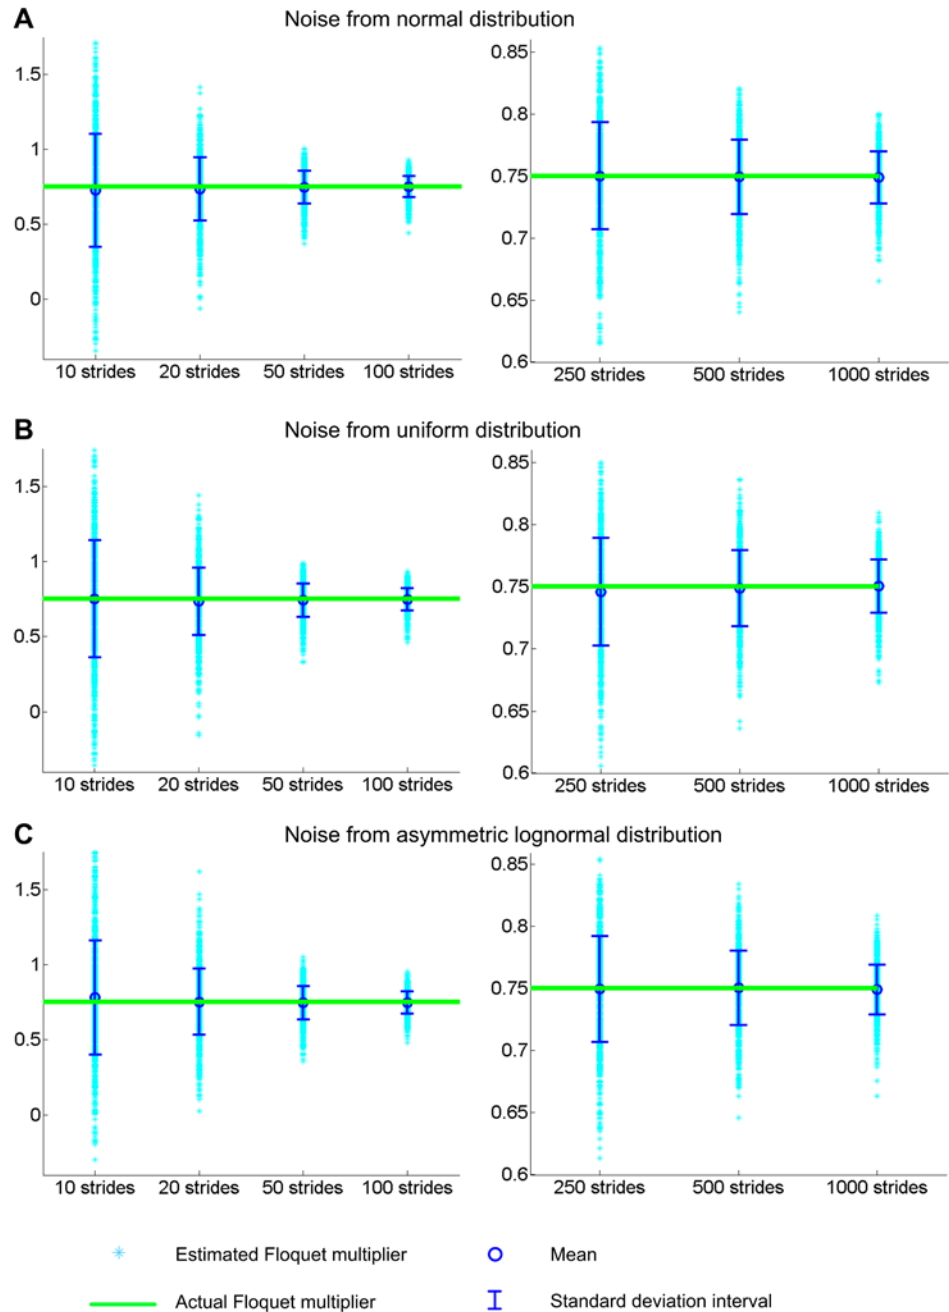 A
Noise from normal distribution
1.5
1
0.5
0
10 strides 20 strides 50 strides 100 strides
0.85
0.8
0.75
0.7
0.65
0.6
250 strides 500 strides 1000 strides
B
Noise from uniform distribution
1.5
1
0.5
0
10 strides 20 strides 50 strides 100 strides
0.85
0.8
0.75
0.7
0.65
0.6
250 strides 500 strides 1000 strides
C
Noise from asymmetric lognormal distribution
1.5
1
0.5
0
10 strides 20 strides 50 strides 100 strides
0.85
0.8
0.75
0.7
0.65
0.6
250 strides 500 strides 1000 strides
Estimated Floquet multiplier
Mean
Actual Floquet multiplier
Standard deviation interval